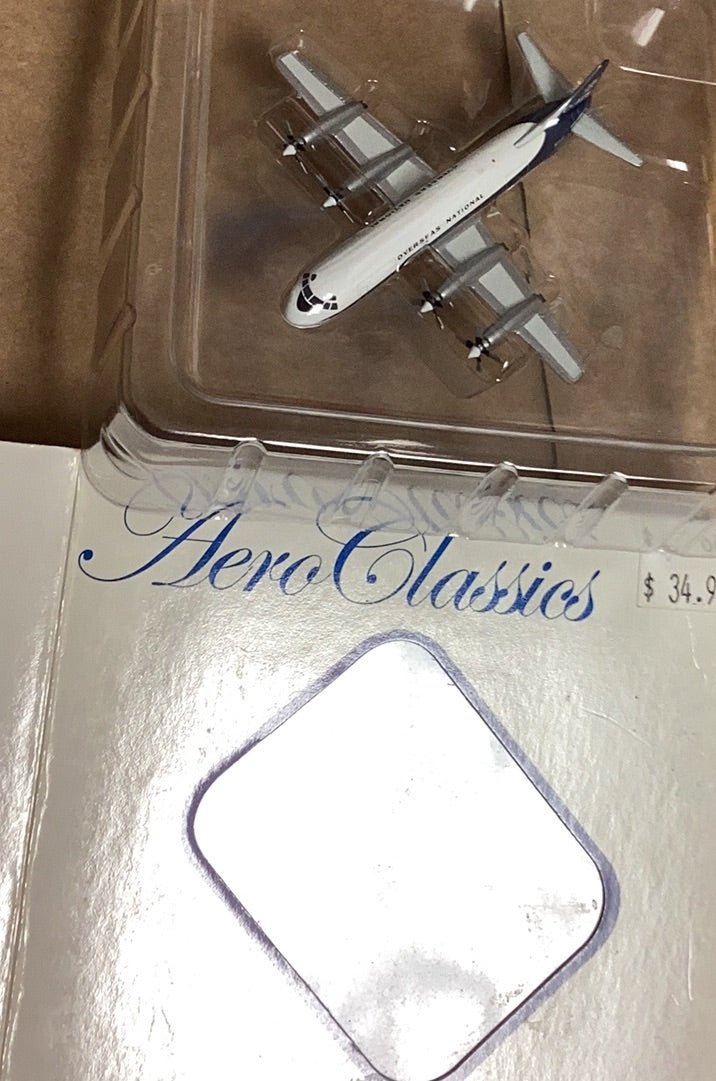 OVERSEAS NATIONAL
AeroClassics
$ 34.9